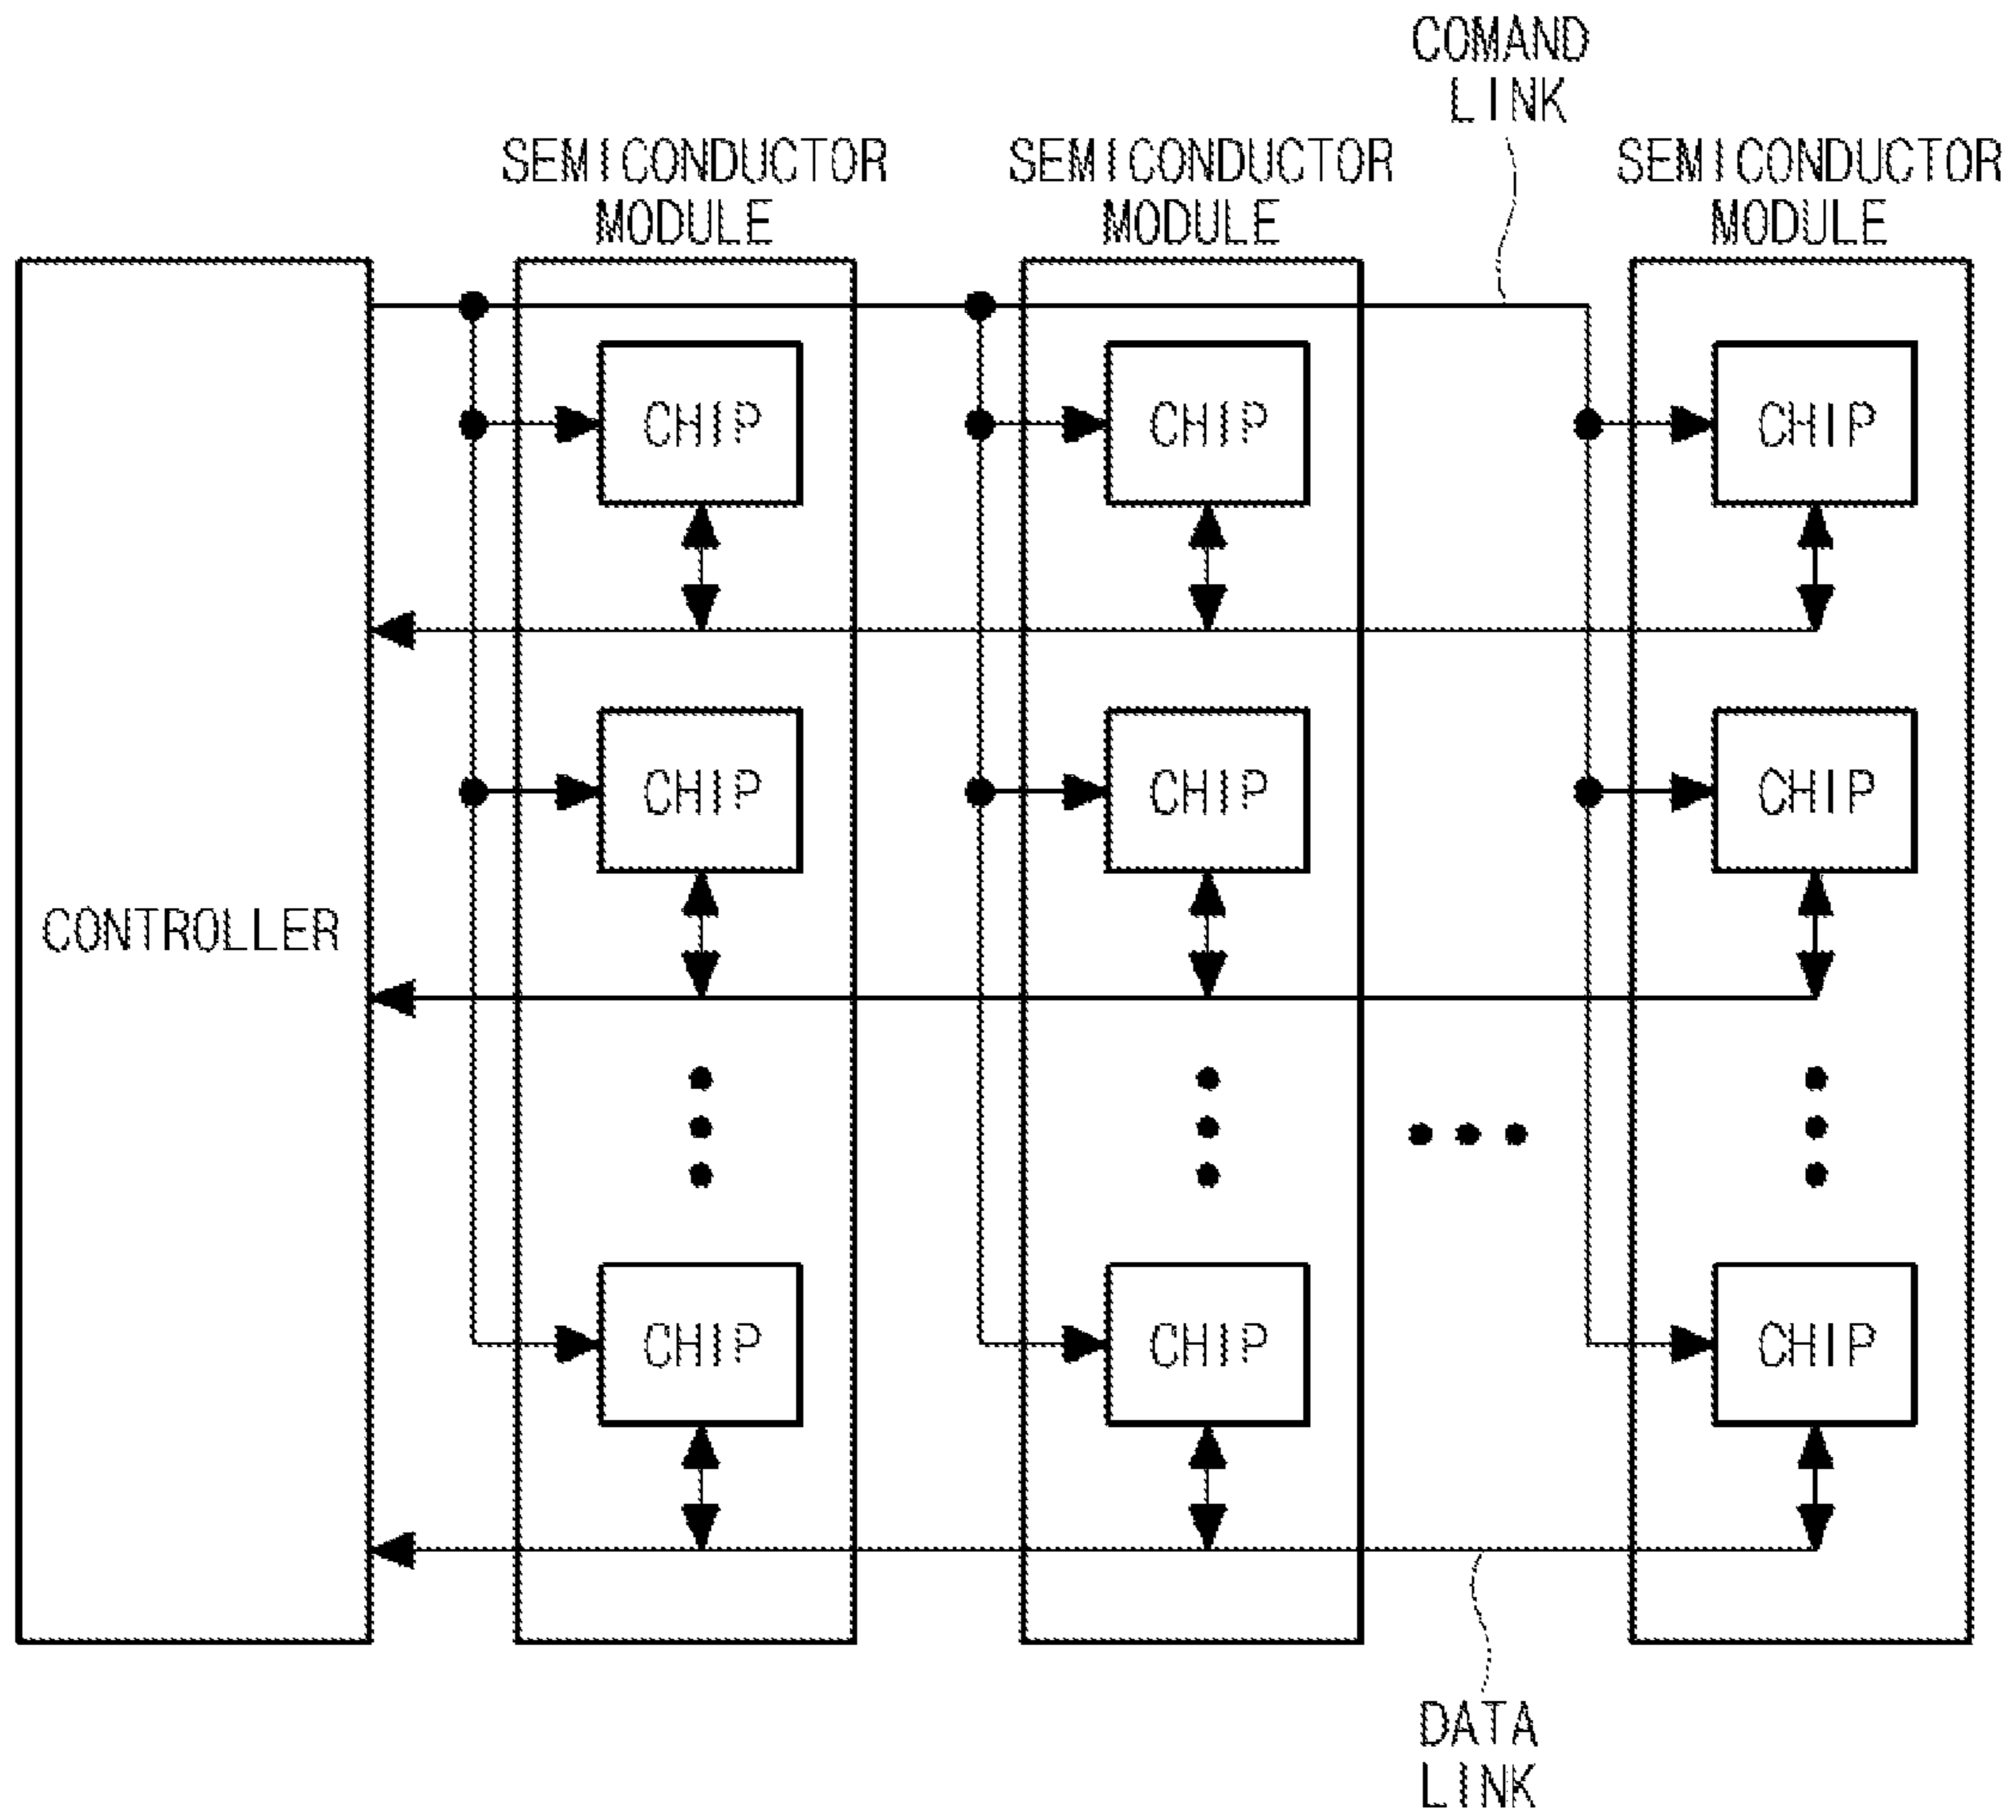 COMAND
LINK
SEMICONDUCTOR
MODULE
SEMICONDUCTOR
MODULE
SEMICONDUCTOR
MODULE
CHIP
CHIP
CHIP
CHIP
CHIP
CHIP
CONTROLLER
CHIP
CHIP
CHIP
DATA
LINK